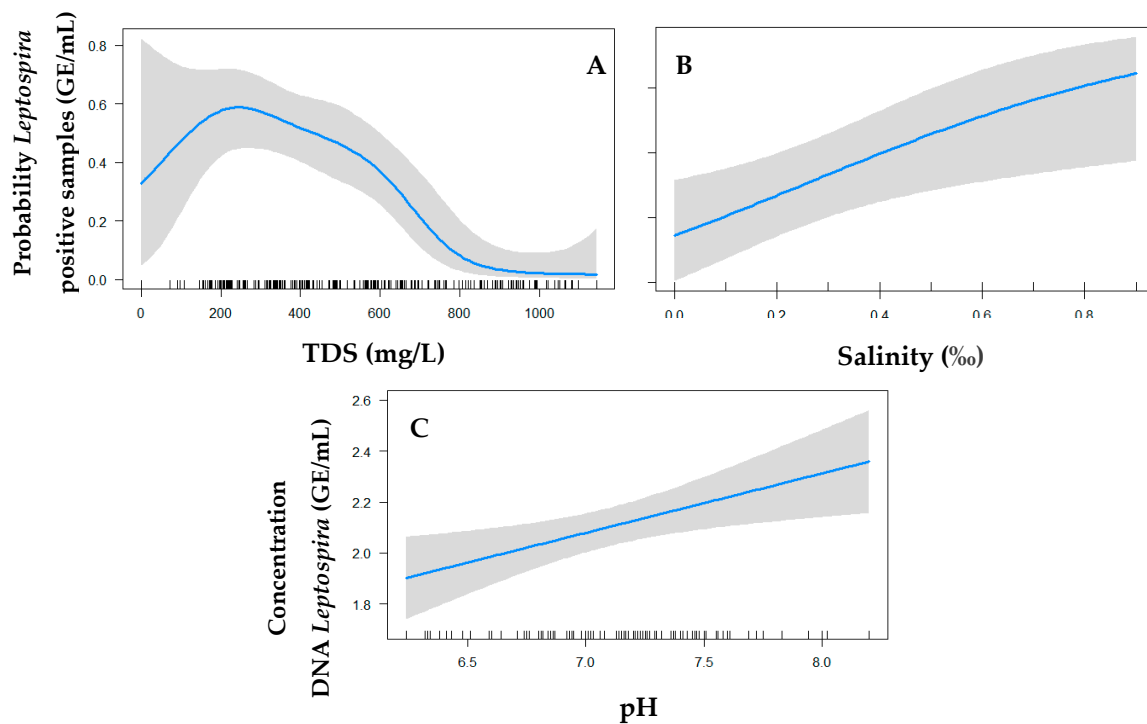 Probability Leptospira
positive samples (GE/mL)
0.8
0.6
0.4
0.2
0.0
A
0 200 400 600 800 1000
TDS (mg/L)
B
0.0 0.2 0.4 0.6 0.8
Salinity (‰)
Concentration
DNA Leptospira (GE/mL)
2.6
2.4
2.2
2.0
1.8
C
6.5 7.0 7.5 8.0
pH